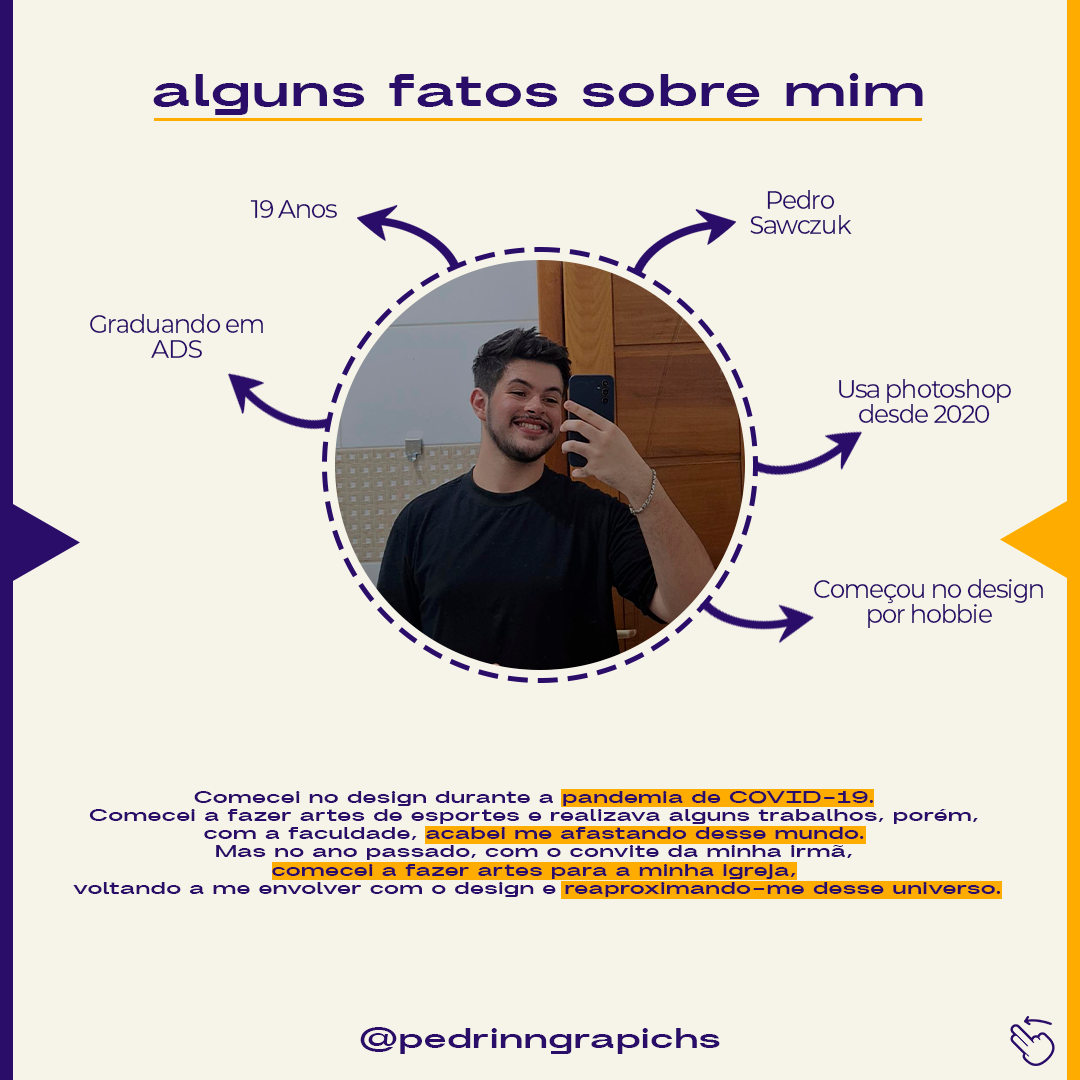 alguns fatos sobre mim
19 Anos
Pedro
Sawczuk
Graduando em
ADS
Usa photoshop
desde 2020
Começou no design
por hobbie
Comecei no design durante a pandemia de COVID-19.
Comecei a fazer artes de esportes e realizava alguns trabalhos, porém,
com a faculdade, acabei me afastando desse mundo.
Mas no ano passado, com o convite da minha irmã,
comecei a fazer artes para a minha igreja,
voltando a me envolver com o design e reaproximando-me desse universo.
@pedrinngrapichs